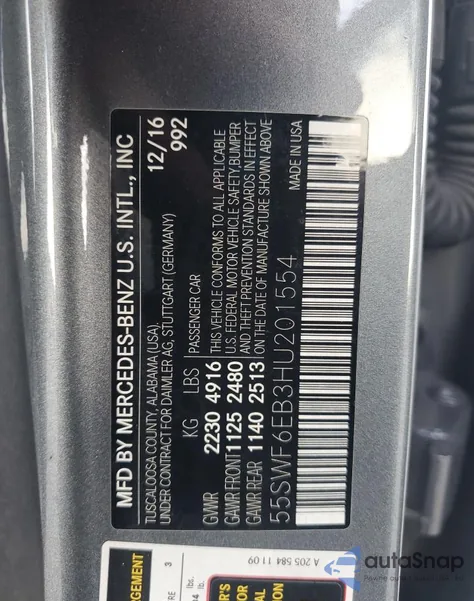 MFD BY MERCEDES-BENZ U.S. INTL., INC
TUSCALOOSA COUNTY, ALABAMA (USA),
UNDER CONTRACT FOR DAIMLER AG, STUTTGART (GERMANY)
12/16
992
KG LBS
GVWR 2230 4916
GAWR FRONT 1125 2480
GAWR REAR 1140 2513
PASSENGER CAR
THIS VEHICLE CONFORMS TO ALL APPLICABLE
U.S. FEDERAL MOTOR VEHICLE SAFETY, BUMPER
AND THEFT PREVENTION STANDARDS IN EFFECT
ON THE DATE OF MANUFACTURE SHOWN ABOVE
55SWF6EB3HU201554
MADE IN USA
A 205 584 11 09
3
lbs.
lb.
autoSnap